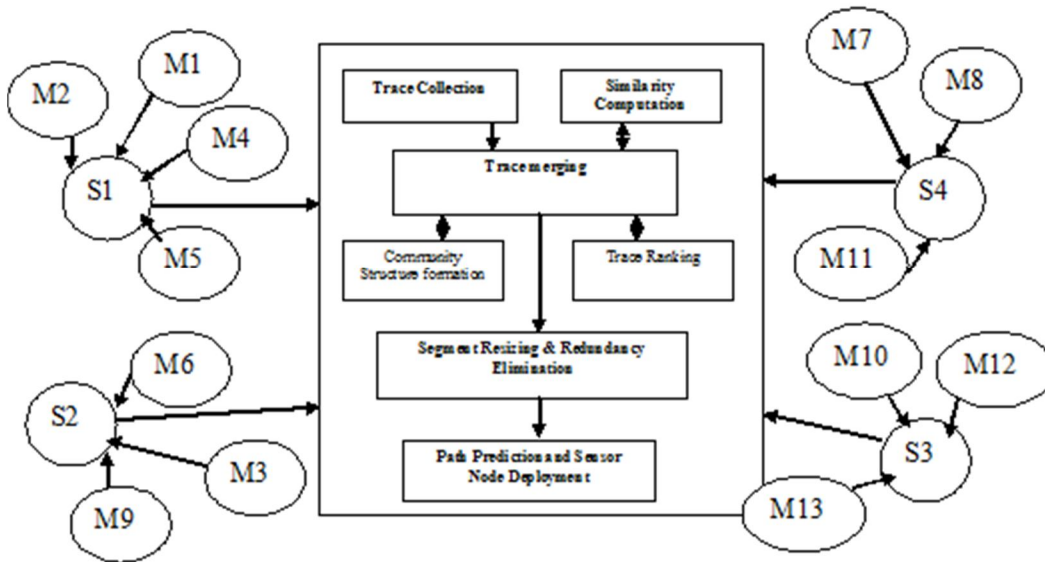 M1
M2
M4
S1
M5
M6
S2
M3
M9
Trace Collection
Similarity
Computation
Trace merging
Community
Structure formation
Trace Ranking
Segment Resizing & Redundancy
Elimination
Path Prediction and Sensor
Node Deployment
M7
M8
S4
M11
M10
M12
S3
M13